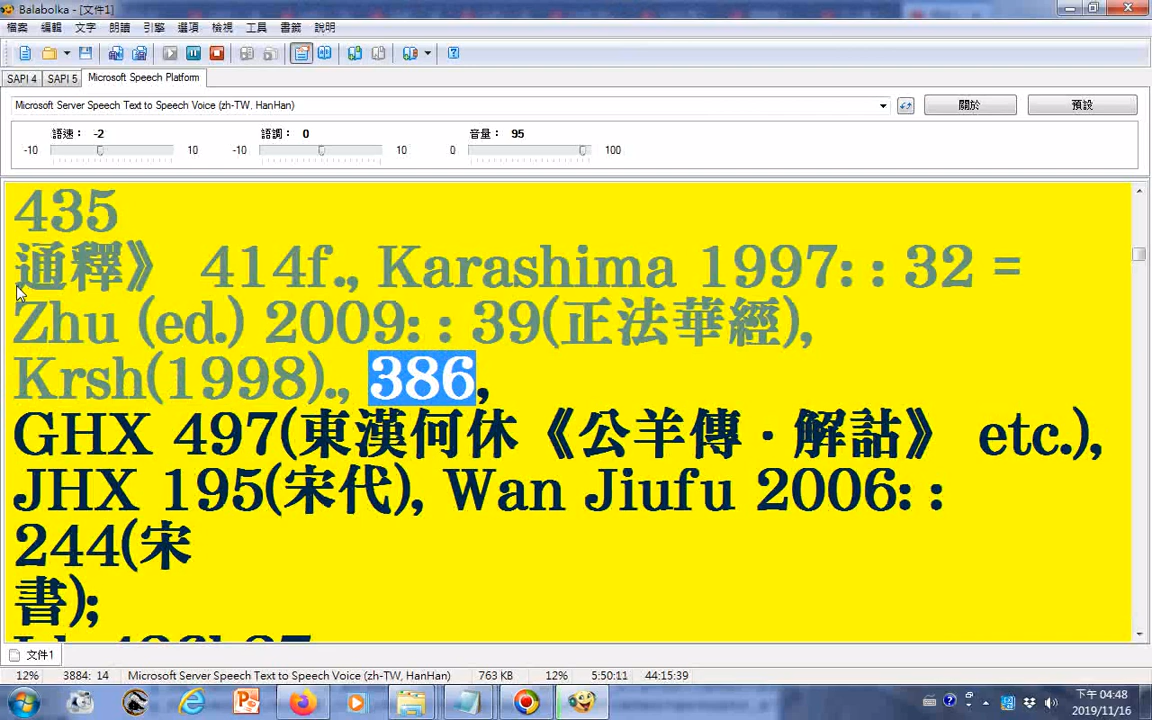 Balabolka - [文件1]
檔案 編輯 文字 朗讀 引擎 選項 檢視 工具 書籤 說明
SAPI 4 SAPI 5 Microsoft Speech Platform
Microsoft Server Speech Text to Speech Voice (zh-TW, HanHan) 關於 預設
語速： -2 語調： 0 音量： 95
-10 10 -10 10 0 100
435
通釋》 414f., Karashima 1997: : 32 =
Zhu (ed.) 2009: : 39(正法華經),
Krsh(1998)., 386,
GHX 497(東漢何休《公羊傳．解詁》 etc.),
JHX 195(宋代), Wan Jiufu 2006: :
244(宋
書);
文件1
12% 3884: 14 Microsoft Server Speech Text to Speech Voice (zh-TW, HanHan) 763 KB 12% 5:50:11 44:15:39
下午 04:48
2019/11/16